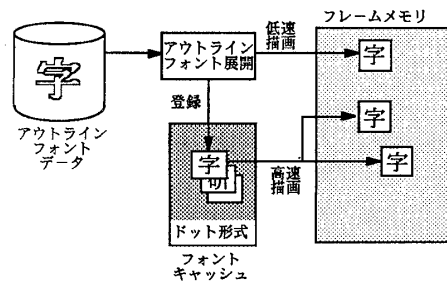 フレームメモリ
字
アウトライン
フォント
データ
アウトライン
フォント展開
低速
描画
字
登録
字
研
ドット形式
フォント
キャッシュ
高速
描画
字
字